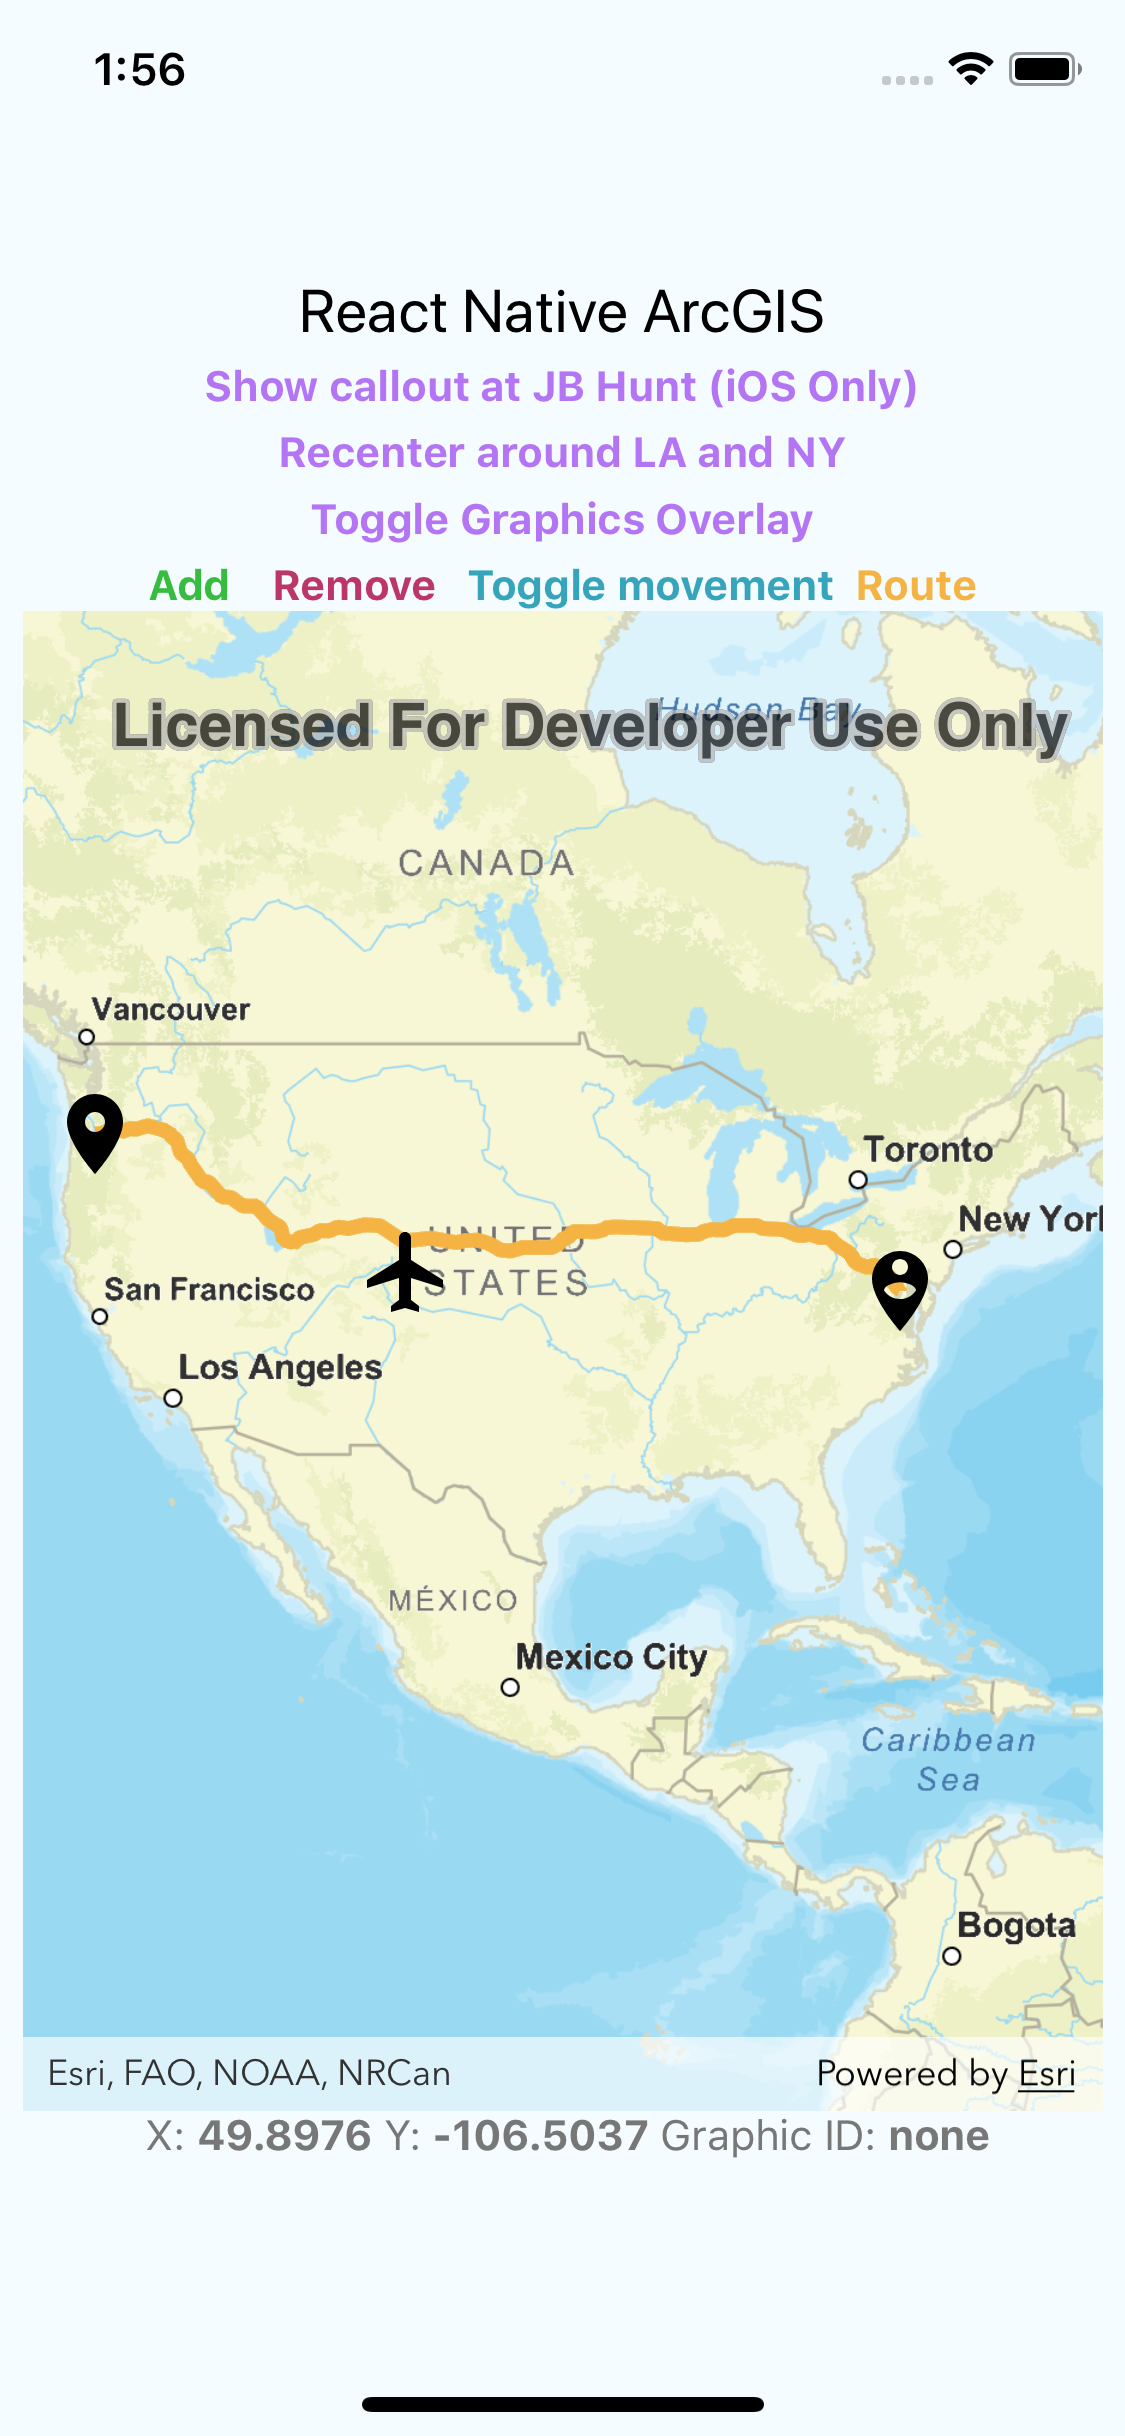 1:56
React Native ArcGIS
Show callout at JB Hunt (iOS Only)
Recenter around LA and NY
Toggle Graphics Overlay
Add Remove Toggle movement Route
Hudson Bay
Licensed For Developer Use Only
CANADA
Vancouver
Toronto
New York
UNITED
STATES
San Francisco
Los Angeles
MÉXICO
Mexico City
Caribbean
Sea
Bogota
Esri, FAO, NOAA, NRCan Powered by Esri
X: 49.8976 Y: -106.5037 Graphic ID: none